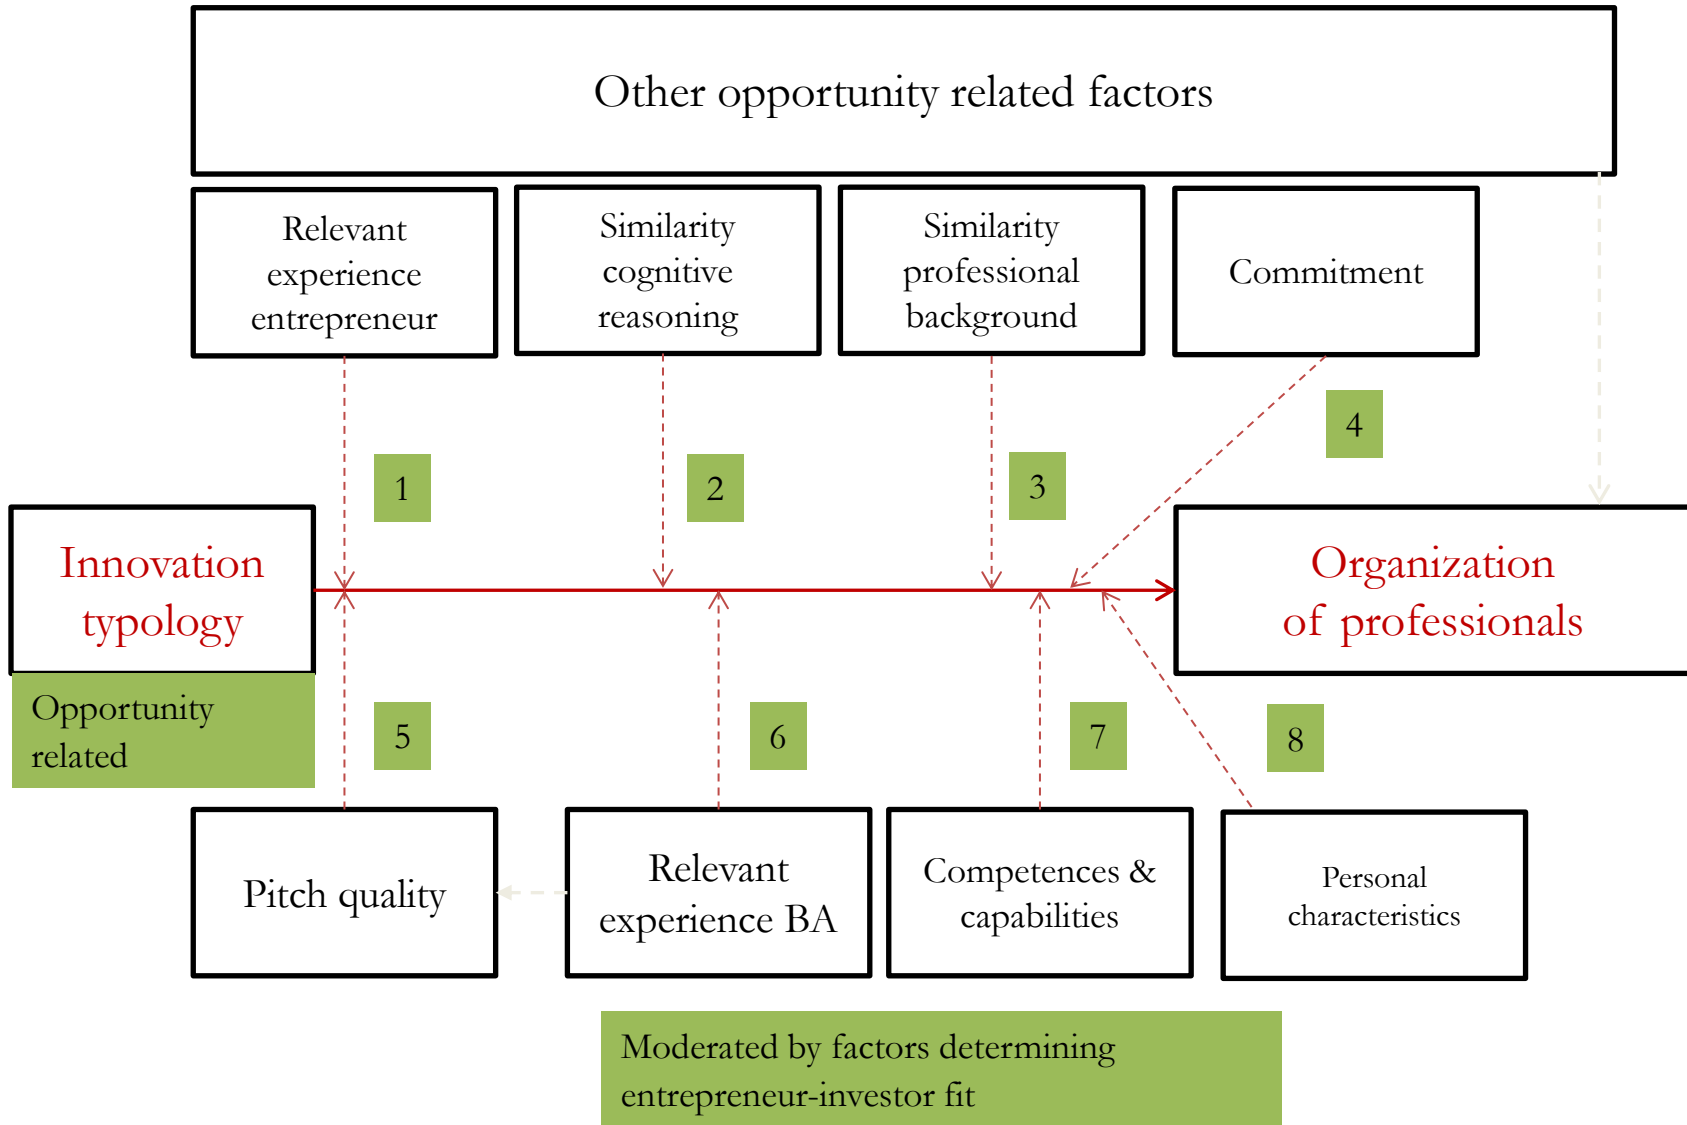 Other opportunity related factors
Relevant
experience
entrepreneur
Similarity
cognitive
reasoning
Similarity
professional
background
Commitment
4
1
2
3
Innovation
typology
Organization
of professionals
Opportunity
related
5
6
7
8
Pitch quality
Relevant
experience BA
Competences &
capabilities
Personal
characteristics
Moderated by factors determining
entrepreneur-investor fit